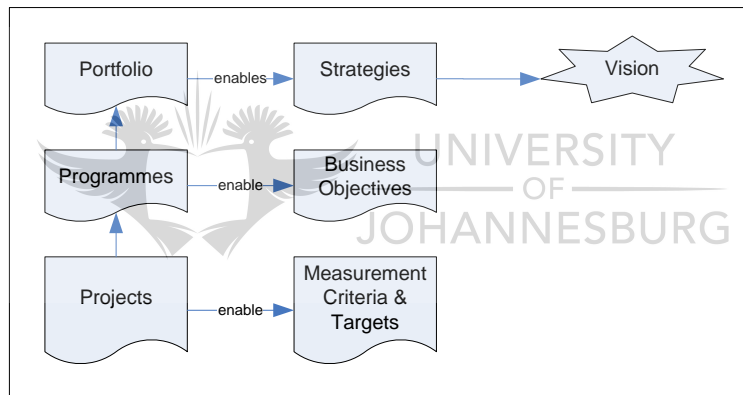 Portfolio
enables
Strategies
Vision
Programmes
enable
Business
Objectives
UNIVERSITY
OF
JOHANNESBURG
Projects
enable
Measurement
Criteria &
Targets